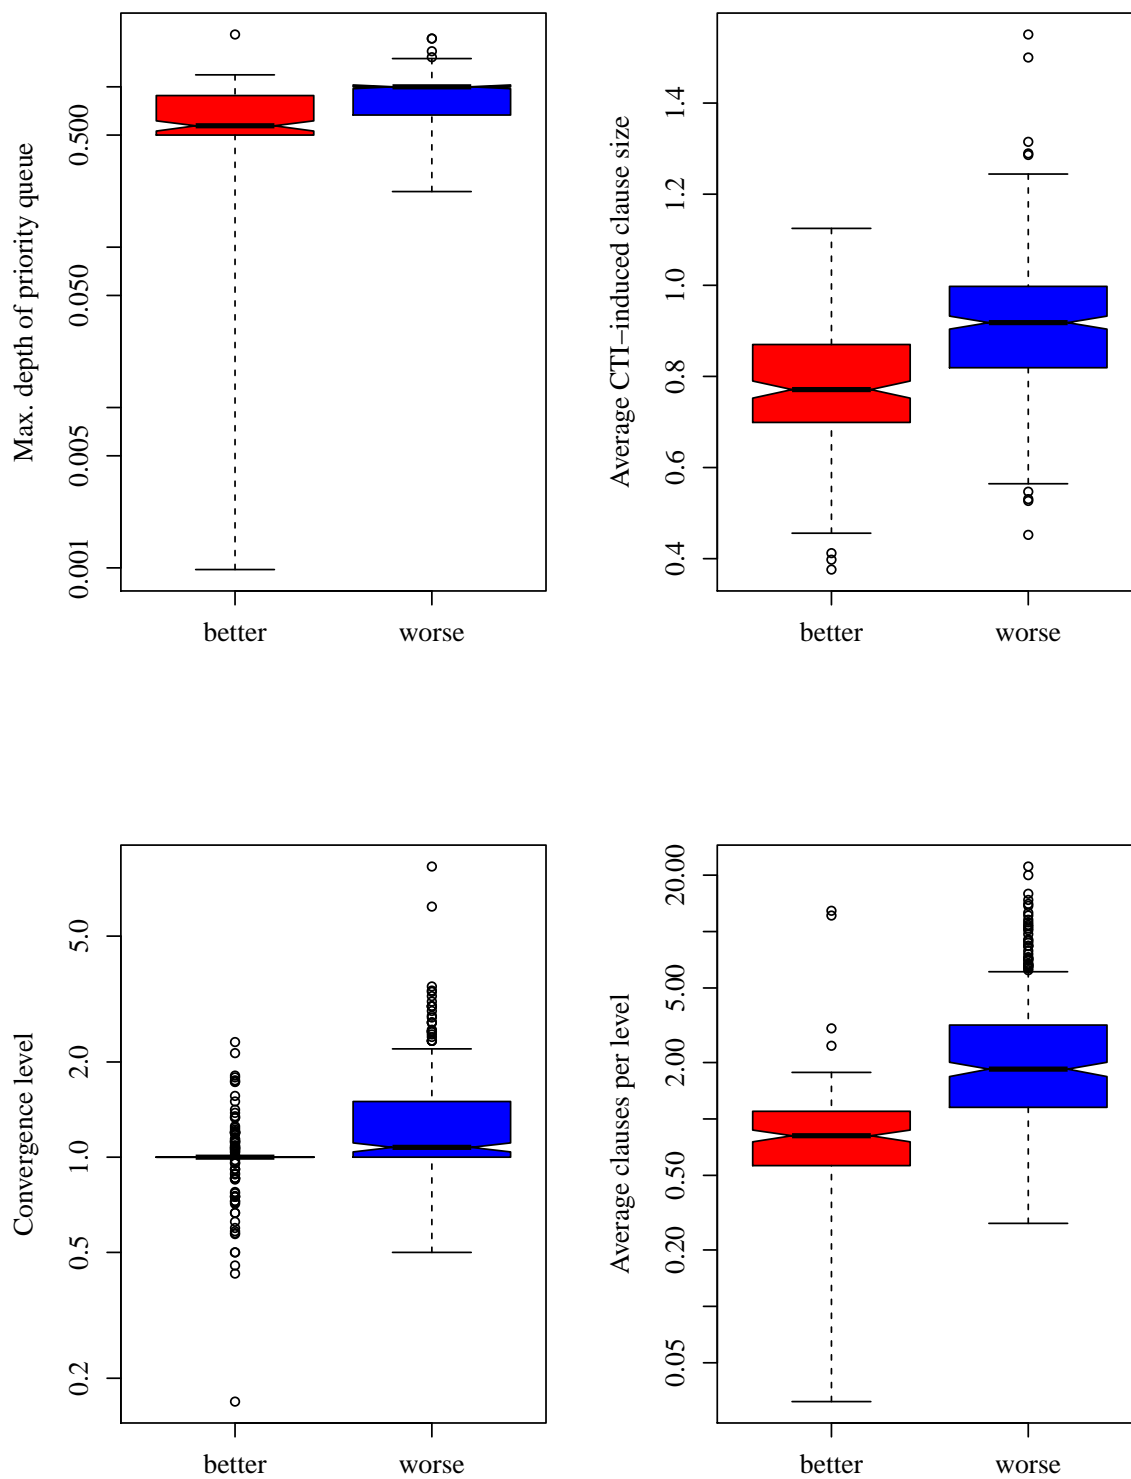 Max. depth of priority queue
0.500
0.050
0.005
0.001
better
worse
Average CTI−induced clause size
1.4
1.2
1.0
0.8
0.6
0.4
better
worse
Convergence level
5.0
2.0
1.0
0.5
0.2
better
worse
Average clauses per level
20.00
5.00
2.00
0.50
0.20
0.05
better
worse